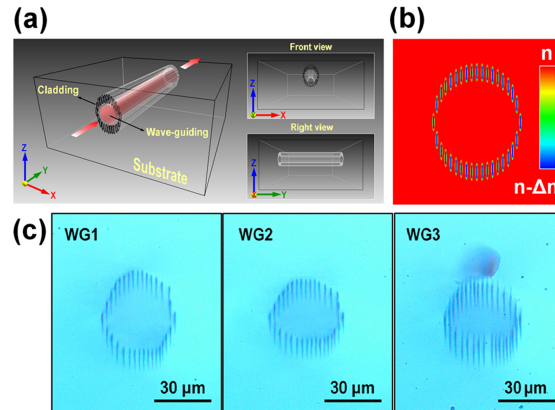 (a)
Front view
Cladding
Wave-guiding
Substrate
Z
Y
X
Z
X
Right view
Z
Y
(b)
n
n-Δn
(c)
WG1
WG2
WG3
30 μm
30 μm
30 μm